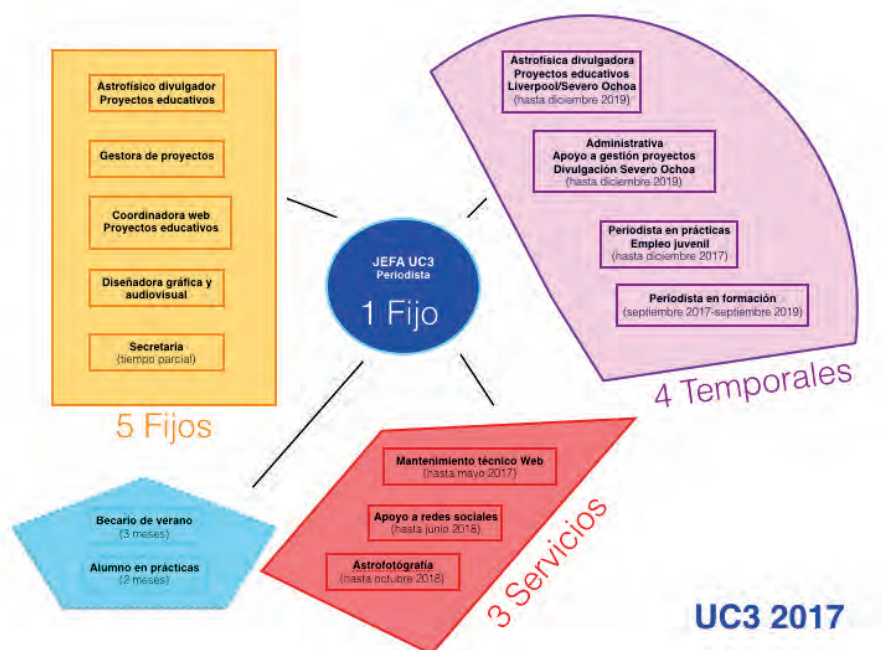 Astrofísico divulgador
Proyectos educativos
Gestora de proyectos
Coordinadora web
Proyectos educativos
Diseñadora gráfica y
audiovisual
Secretaria
(tiempo parcial)
5 Fijos
JEFA UC3
Periodista
1 Fijo
Astrofísica divulgadora
Proyectos educativos
Liverpool/Severo Ochoa
(hasta diciembre 2019)
Administrativa
Apoyo a gestión proyectos
Divulgación Severo Ochoa
(hasta diciembre 2019)
Periodista en prácticas
Empleo juvenil
(hasta diciembre 2017)
Periodista en formación
(septiembre 2017-septiembre 2019)
4 Temporales
Becario de verano
(3 meses)
Alumno en prácticas
(2 meses)
Mantenimiento técnico Web
(hasta mayo 2017)
Apoyo a redes sociales
(hasta junio 2018)
Astrofotógrafía
(hasta octubre 2018)
3 Servicios
UC3 2017